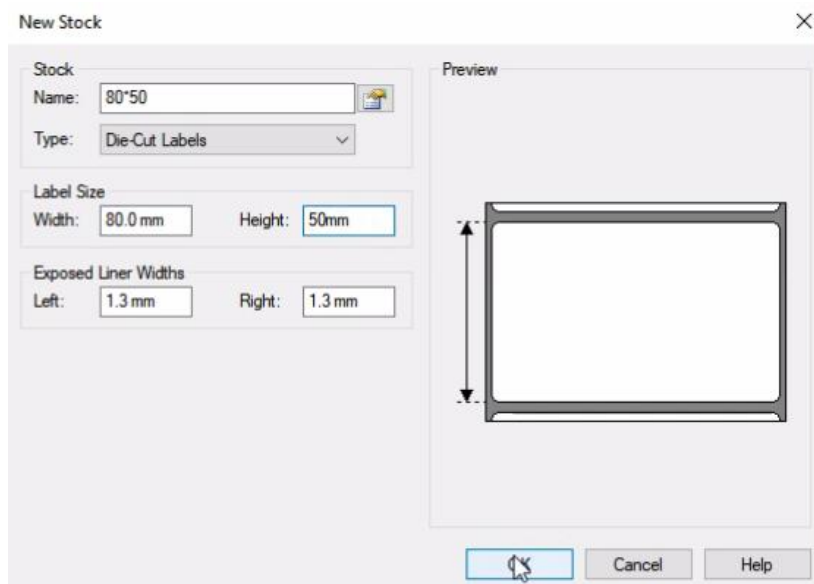 New Stock
Stock
Name: 80*50
Type: Die-Cut Labels
Label Size
Width: 80.0 mm Height: 50mm
Exposed Liner Widths
Left: 1.3 mm Right: 1.3 mm
Preview
OK Cancel Help